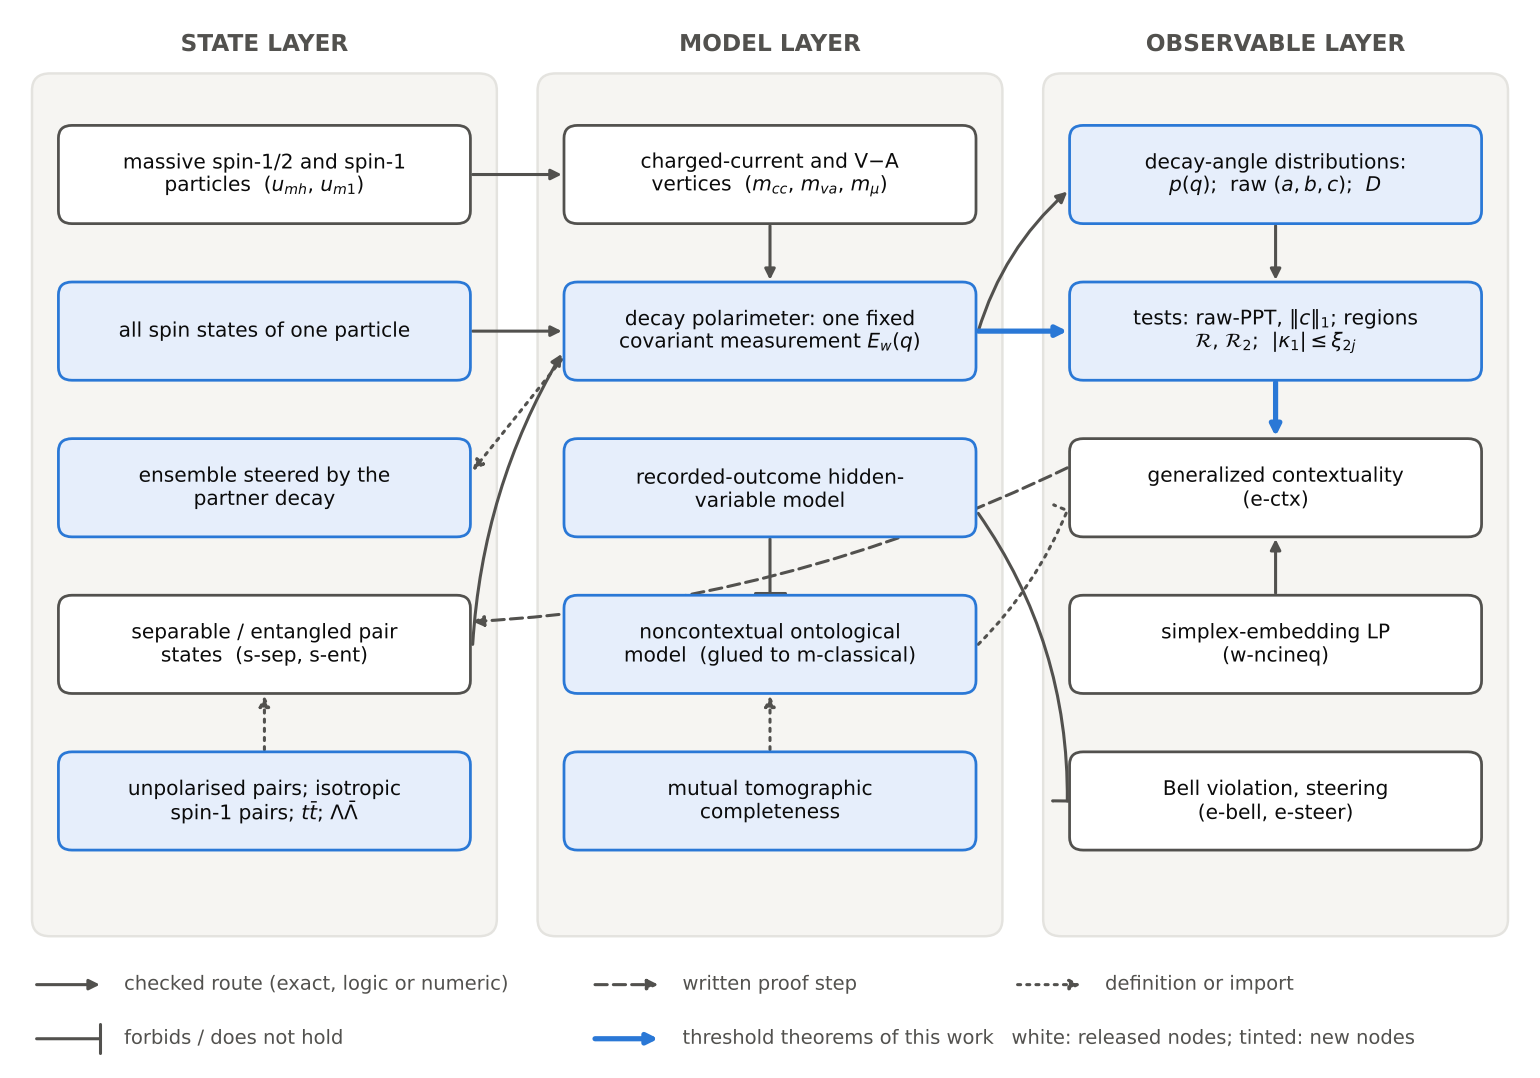 STATE LAYER
MODEL LAYER
OBSERVABLE LAYER
massive spin-1/2 and spin-1
particles (u_mh, u_m1)
charged-current and V−A
vertices (m_cc, m_va, m_μ)
decay-angle distributions:
p(q); raw (a, b, c); D
all spin states of one particle
decay polarimeter: one fixed
covariant measurement E_w(q)
tests: raw-PPT, ‖c‖₁; regions
ℛ, ℛ₂; |κ₁| ≤ ξ_2j
ensemble steered by the
partner decay
recorded-outcome hidden-
variable model
generalized contextuality
(e-ctx)
separable / entangled pair
states (s-sep, s-ent)
noncontextual ontological
model (glued to m-classical)
simplex-embedding LP
(w-ncineq)
unpolarised pairs; isotropic
spin-1 pairs; tt̄; ΛΛ̄
mutual tomographic
completeness
Bell violation, steering
(e-bell, e-steer)
checked route (exact, logic or numeric)
written proof step
definition or import
forbids / does not hold
threshold theorems of this work
white: released nodes; tinted: new nodes